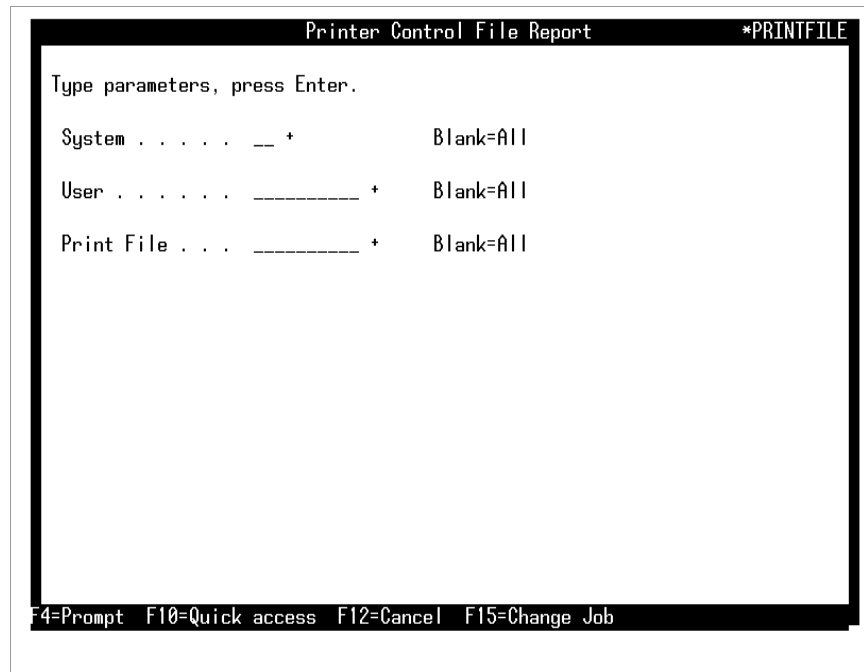 Printer Control File Report *PRINTFILE
Type parameters, press Enter.
System . . . . . __ + Blank=All
User . . . . . . __________ + Blank=All
Print File . . . __________ + Blank=All
F4=Prompt F10=Quick access F12=Cancel F15=Change Job